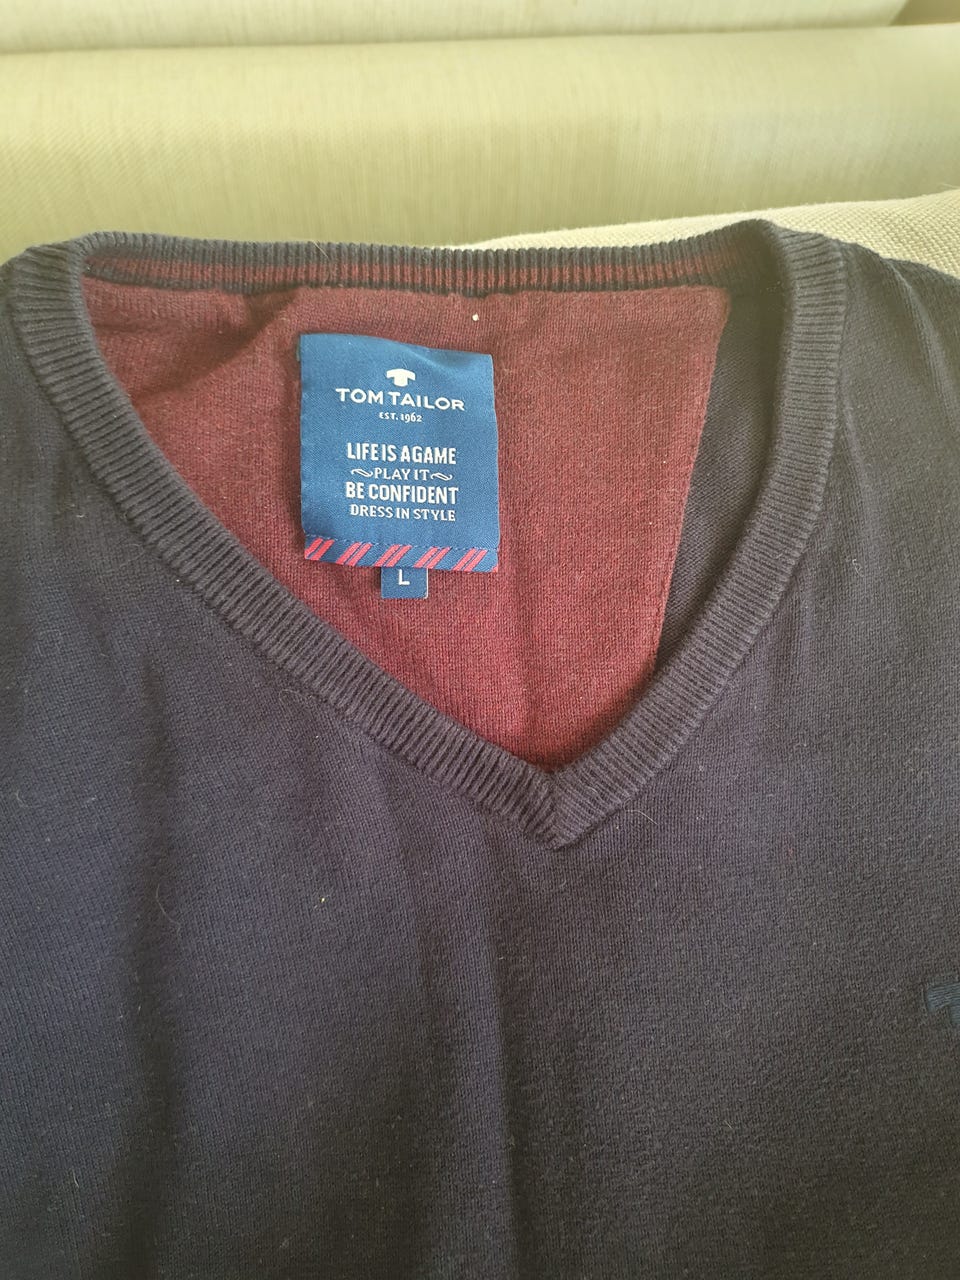 TOM TAILOR
EST. 1962
LIFE IS A GAME
PLAY IT
BE CONFIDENT
DRESS IN STYLE
L